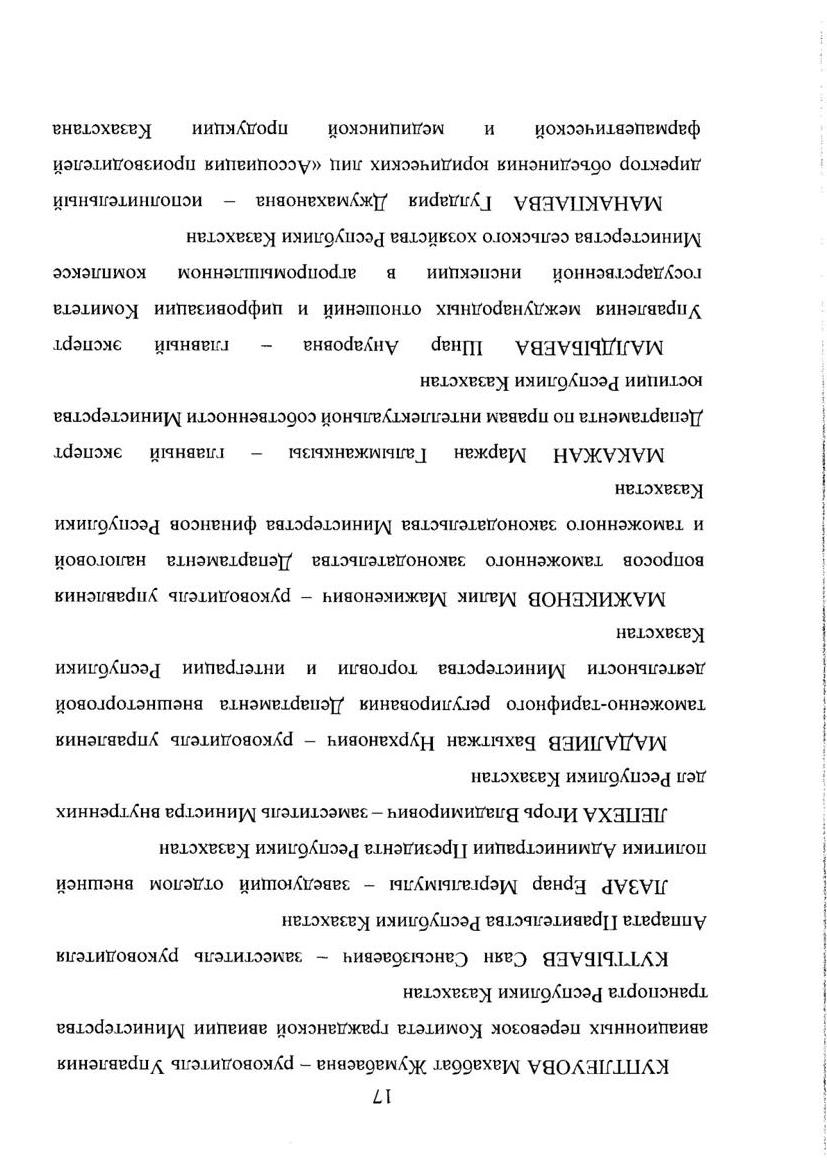 17
КУПТЛЕУОВА Махаббат Жумабаевна – руководитель Управления
авиационных перевозок Комитета гражданской авиации Министерства
транспорта Республики Казахстан
КУТТЫБАЕВ Саян Сансызбаевич – заместитель руководителя
Аппарата Правительства Республики Казахстан
ЛАЗАР Ернар Мергалымулы – заведующий отделом внешней
политики Администрации Президента Республики Казахстан
ЛЕПЕХА Игорь Владимирович – заместитель Министра внутренних
дел Республики Казахстан
МАДАЛИЕВ Бахытжан Нурханович – руководитель управления
таможенно-тарифного регулирования Департамента внешнеторговой
деятельности Министерства торговли и интеграции Республики
Казахстан
МАЖИКЕНОВ Малик Мажикенович – руководитель управления
вопросов таможенного законодательства Департамента налоговой
и таможенного законодательства Министерства финансов Республики
Казахстан
МАКАЖАН Маржан Галымжанкызы – главный эксперт
Департамента по правам интеллектуальной собственности Министерства
юстиции Республики Казахстан
МАЛДЫБАЕВА Шнар Ануаровна – главный эксперт
Управления международных отношений и цифровизации Комитета
государственной инспекции в агропромышленном комплексе
Министерства сельского хозяйства Республики Казахстан
МАНАКПАЕВА Гулдария Джумахановна – исполнительный
директор объединения юридических лиц «Ассоциация производителей
фармацевтической и медицинской продукции Казахстана